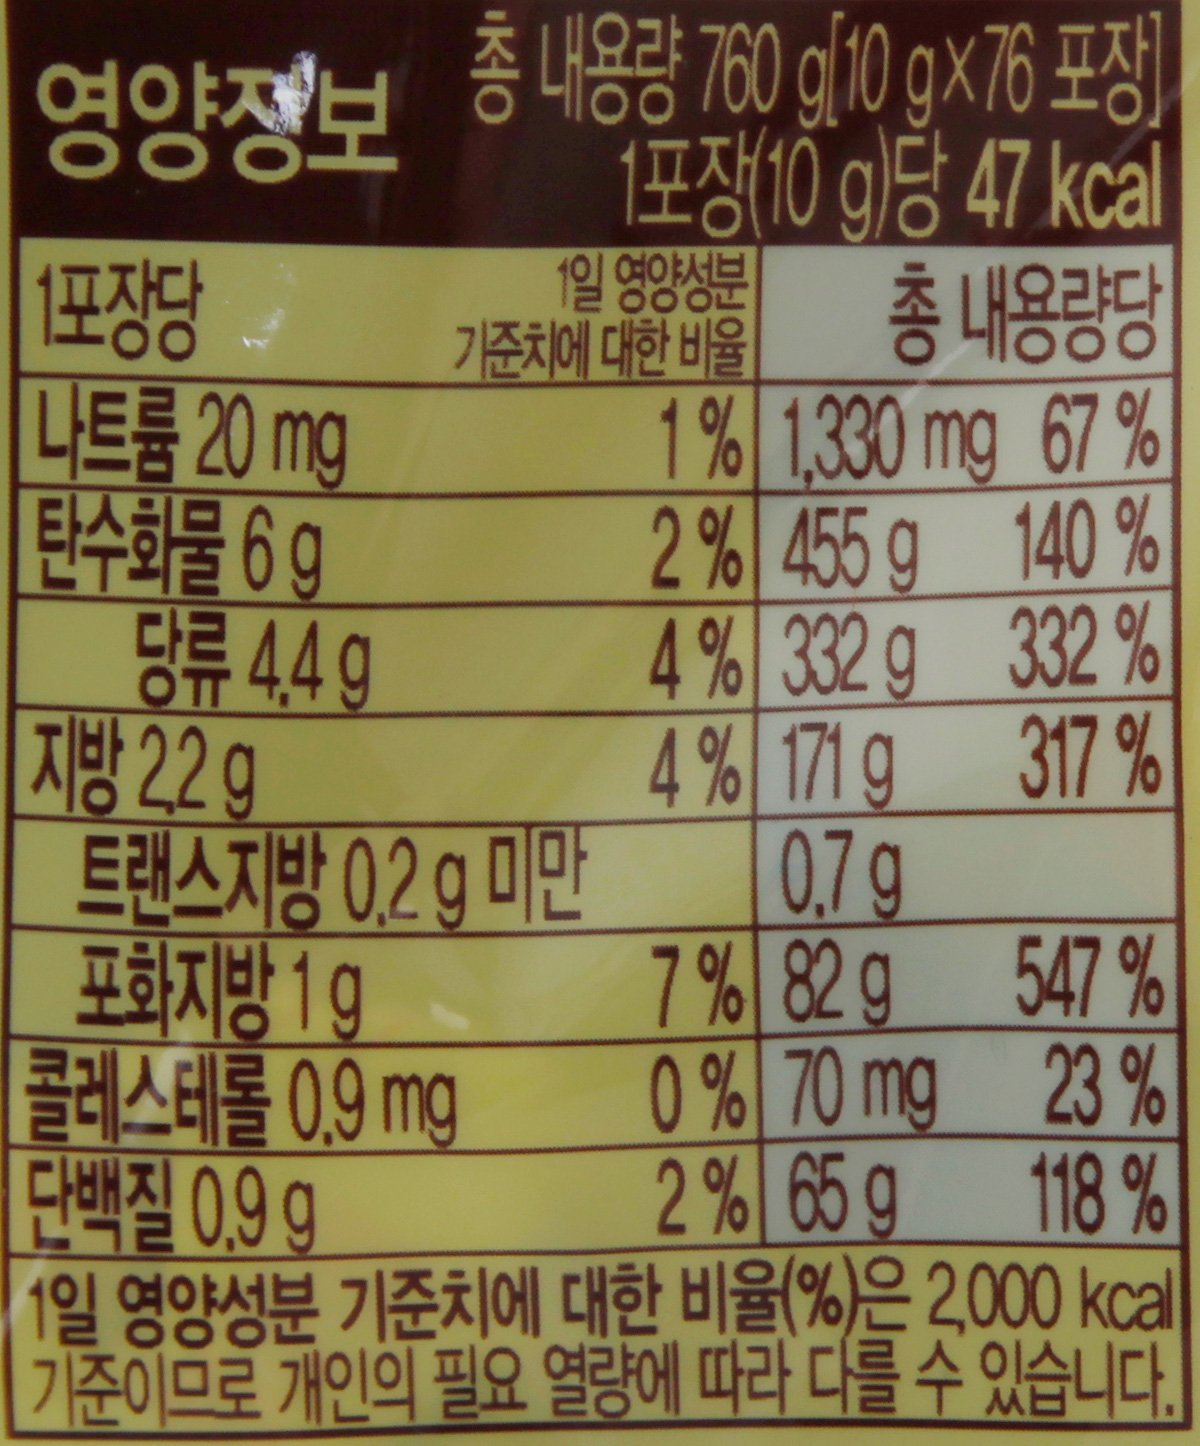 영양정보
총 내용량 760 g[10 g×76 포장]
1포장(10 g)당 47 kcal
1포장당 1일 영양성분 기준치에 대한 비율 총 내용량당
나트륨 20 mg 1 % 1,330 mg 67 %
탄수화물 6 g 2 % 455 g 140 %
당류 4.4 g 4 % 332 g 332 %
지방 2.2 g 4 % 171 g 317 %
트랜스지방 0.2 g 미만 0.7 g
포화지방 1 g 7 % 82 g 547 %
콜레스테롤 0.9 mg 0 % 70 mg 23 %
단백질 0.9 g 2 % 65 g 118 %
1일 영양성분 기준치에 대한 비율(%)은 2,000 kcal
기준이므로 개인의 필요 열량에 따라 다를 수 있습니다.